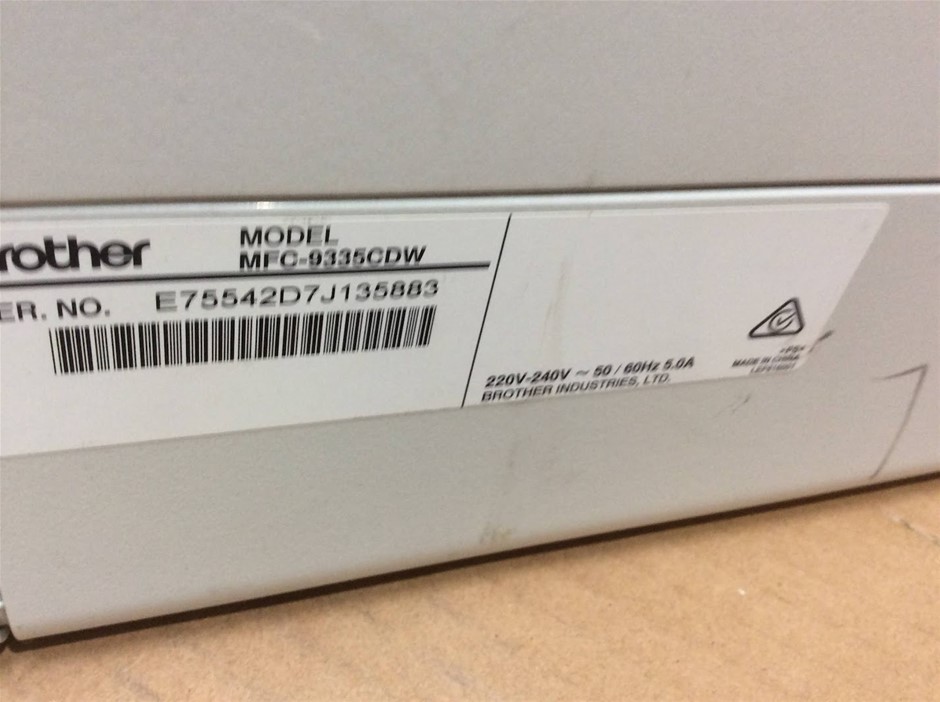 rother
MODEL
MFC-9335CDW
ER. NO. E75542D7J135883
220V-240V ~ 50 / 60Hz 5.0A
BROTHER INDUSTRIES, LTD.
MADE IN CHINA